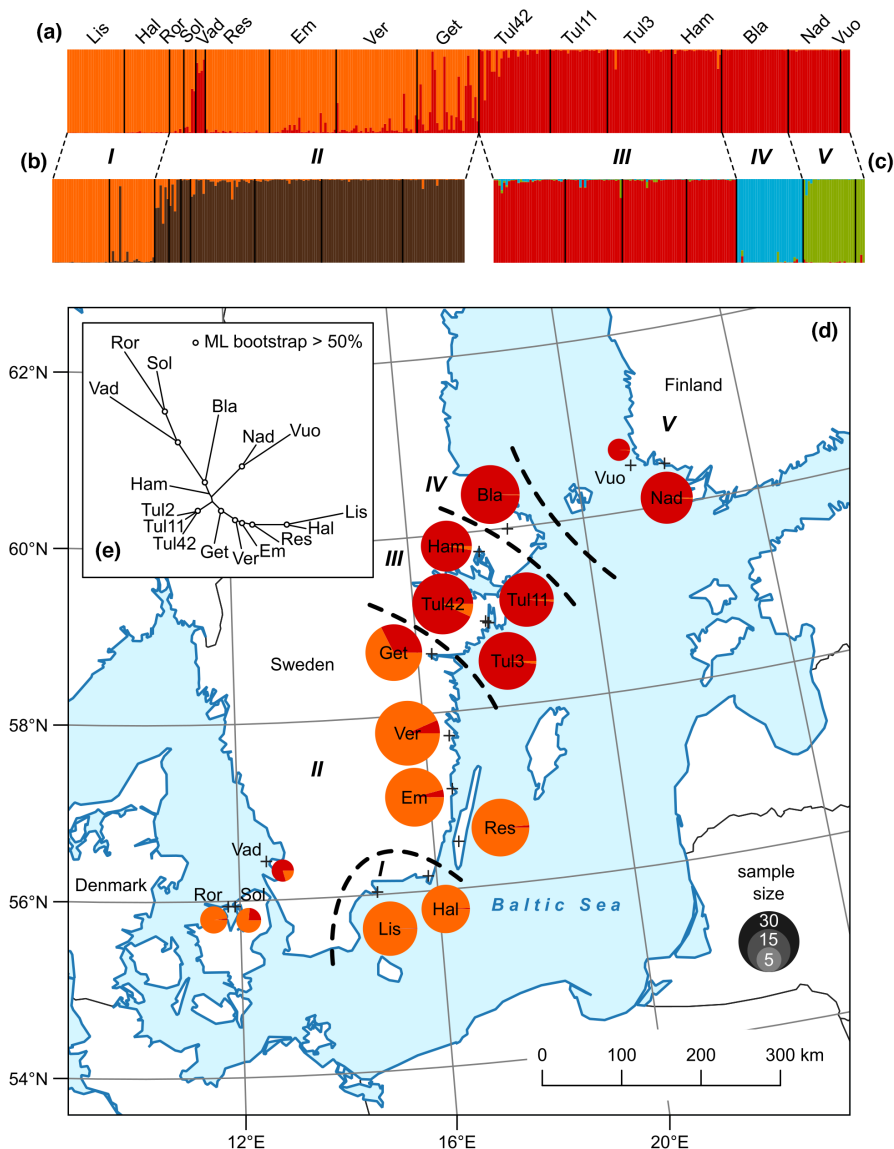 (a) Lis Hal Ror Sol Vad Res Em Ver Get Tul42 Tul11 Tul3 Ham Bla Nad Vuo
(b) I II III IV V (c)
(d)
(e)
ML bootstrap > 50%
Ror
Sol
Vad
Bla
Nad
Vuo
Ham
Tul2
Tul11
Tul42
Get
Ver
Em
Res
Hal
Lis
62°N
60°N
58°N
56°N
54°N
12°E
16°E
20°E
Finland
V
Vuo
Nad
IV
Bla
III
Ham
Tul42
Tul11
Tul3
Sweden
Get
Ver
II
Em
Res
Vad
Denmark
Ror
Sol
I
Lis
Hal
Baltic Sea
sample
size
30
15
5
0 100 200 300 km